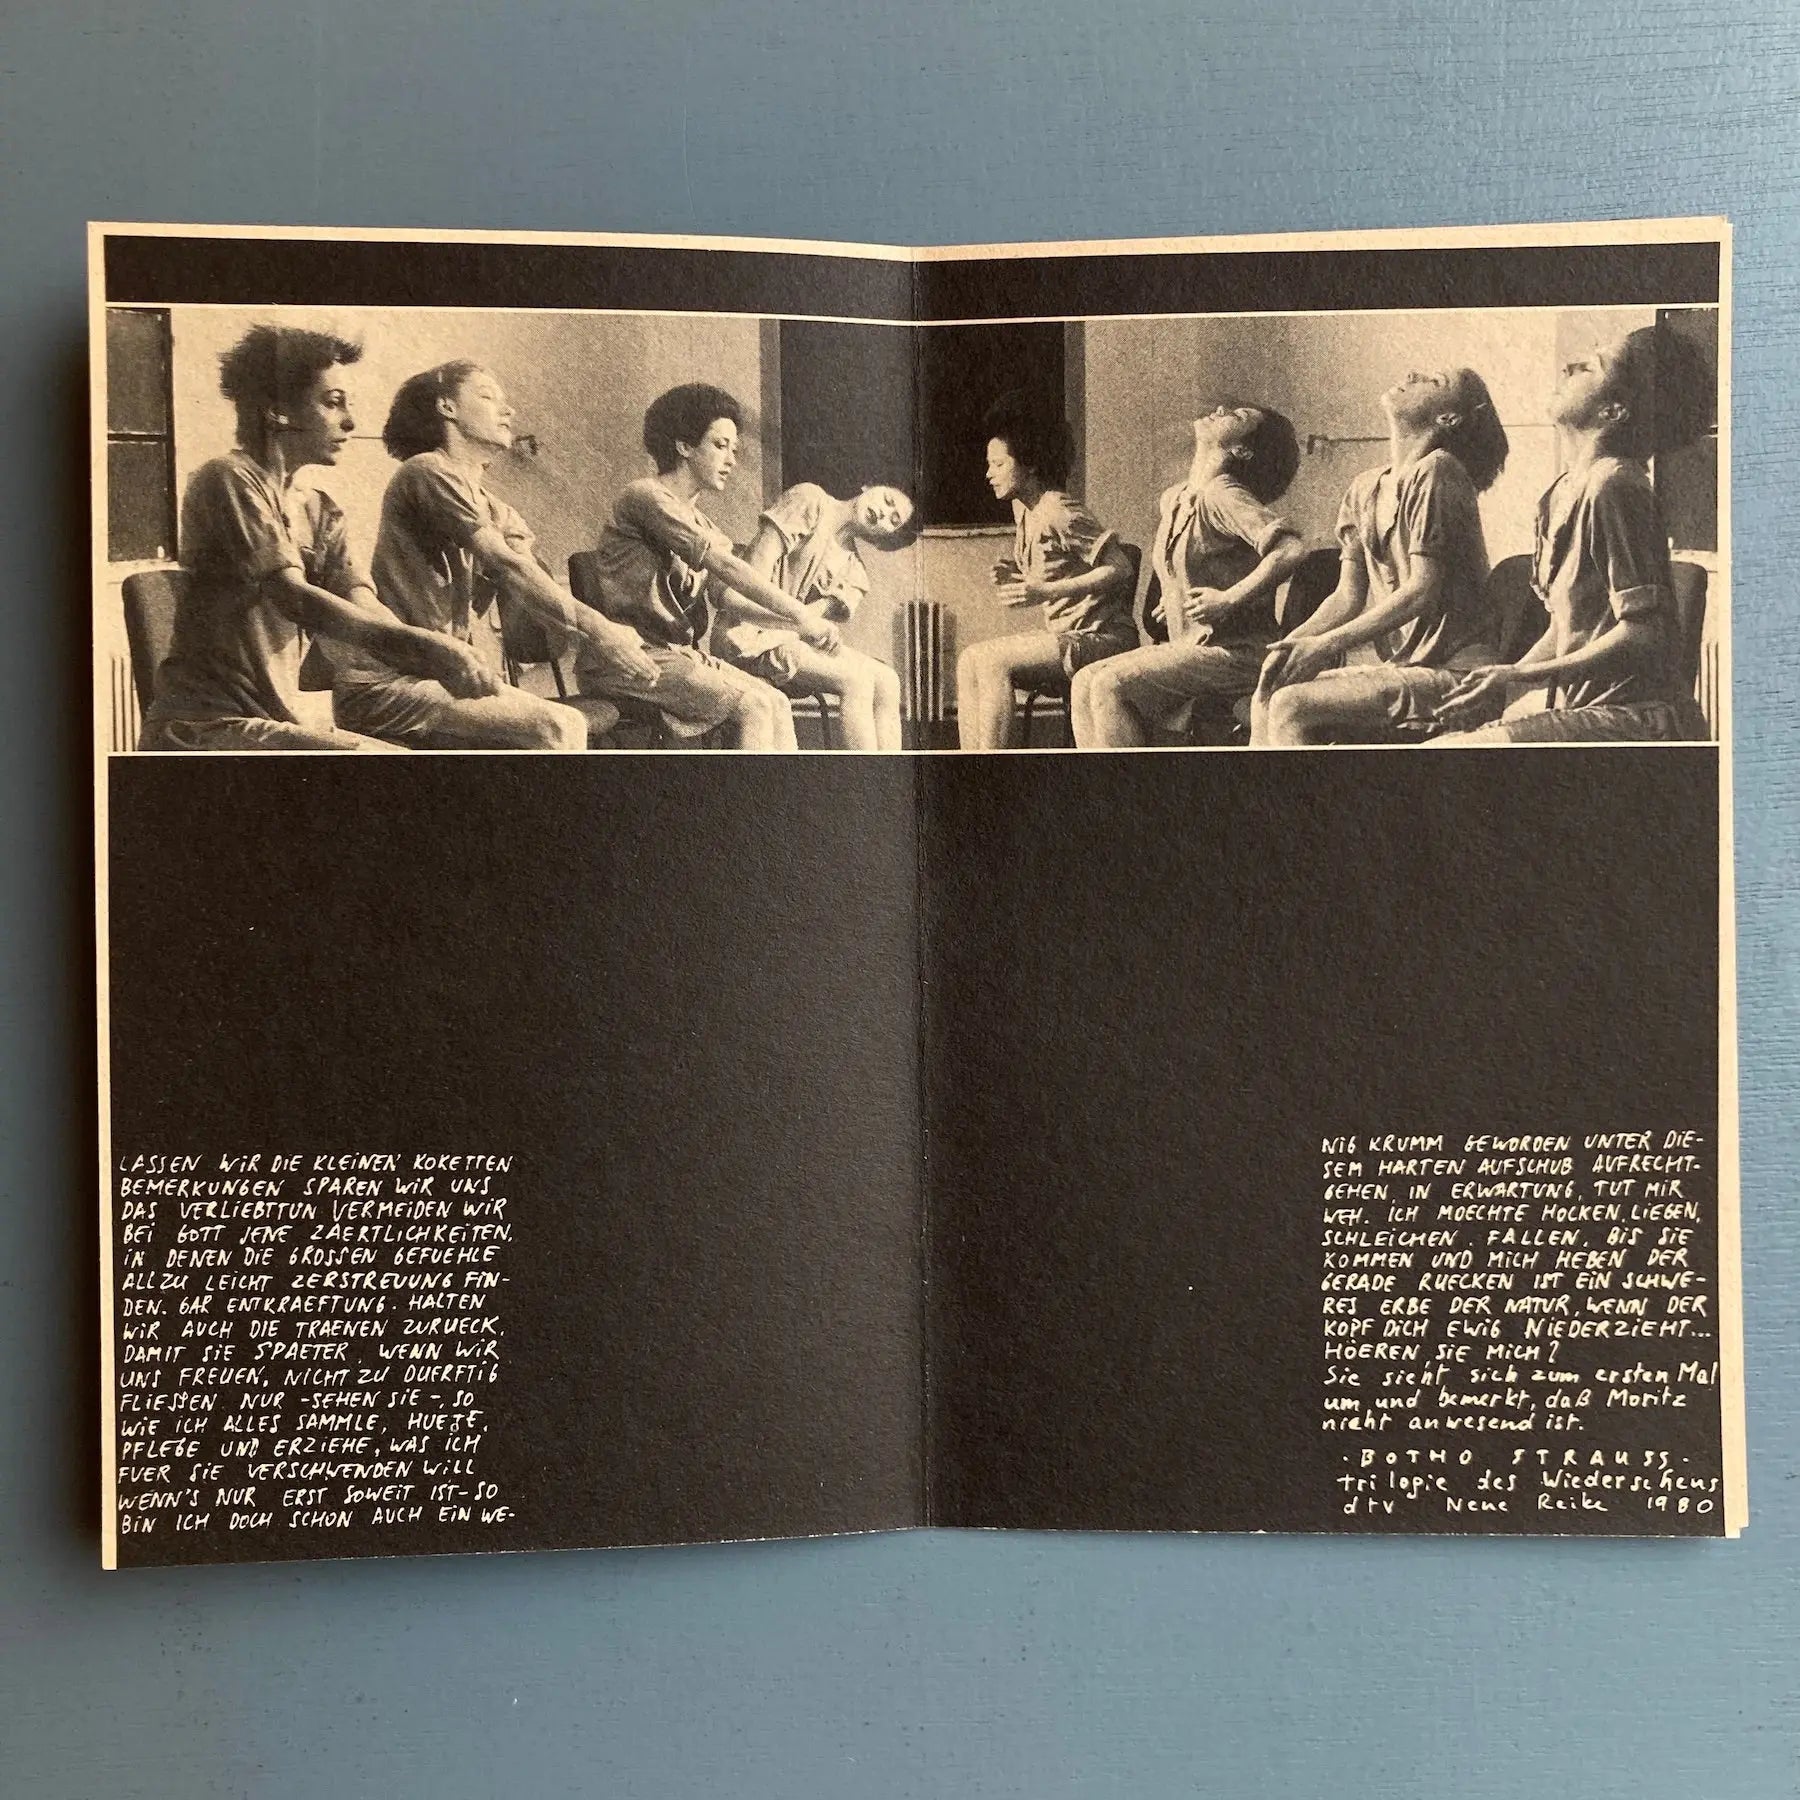 LASSEN WIR DIE KLEINEN KOKETTEN
BEMERKUNGEN SPAREN WIR UNS
DAS VERLIEBTTUN VERMEIDEN WIR
BEI GOTT JENE ZAERTLICHKEITEN,
IN DENEN DIE GROSSEN GEFUEHLE
ALLZU LEICHT ZERSTREUUNG FIN-
DEN. GAR ENTKRAEFTUNG. HALTEN
WIR AUCH DIE TRAENEN ZURUECK,
DAMIT SIE SPAETER, WENN WIR
UNS FREUEN, NICHT ZU DUERFTIG
FLIESSEN. NUR -SEHEN SIE-, SO
WIE ICH ALLES SAMMLE, HUETE,
PFLEGE UND ERZIEHE, WAS ICH
FUER SIE VERSCHWENDEN WILL
WENN'S NUR ERST SOWEIT IST- SO
BIN ICH DOCH SCHON AUCH EIN WE-
NIG KRUMM GEWORDEN UNTER DIE-
SEM HARTEN AUFSCHUB AUFRECHT-
GEHEN, IN ERWARTUNG, TUT MIR
WEH. ICH MOECHTE HOCKEN, LIEGEN,
SCHLEICHEN. FALLEN, BIS SIE
KOMMEN UND MICH HEBEN DER
GERADE RUECKEN IST EIN SCHWE-
RES ERBE DER NATUR, WENN DER
KOPF DICH EWIG NIEDERZIEHT...
HÖEREN SIE MICH?
Sie sieht sich zum ersten Mal
um und bemerkt, daß Moritz
nicht anwesend ist.
. BOTHO STRAUSS .
trilogie des Wiedersehens
dtv Neue Reihe 1980